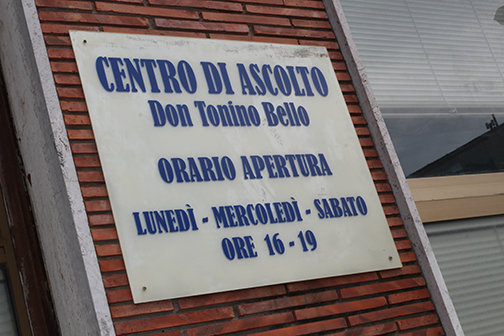 CENTRO DI ASCOLTO
Don Tonino Bello
ORARIO APERTURA
LUNEDÌ - MERCOLEDÌ - SABATO
ORE 16 - 19